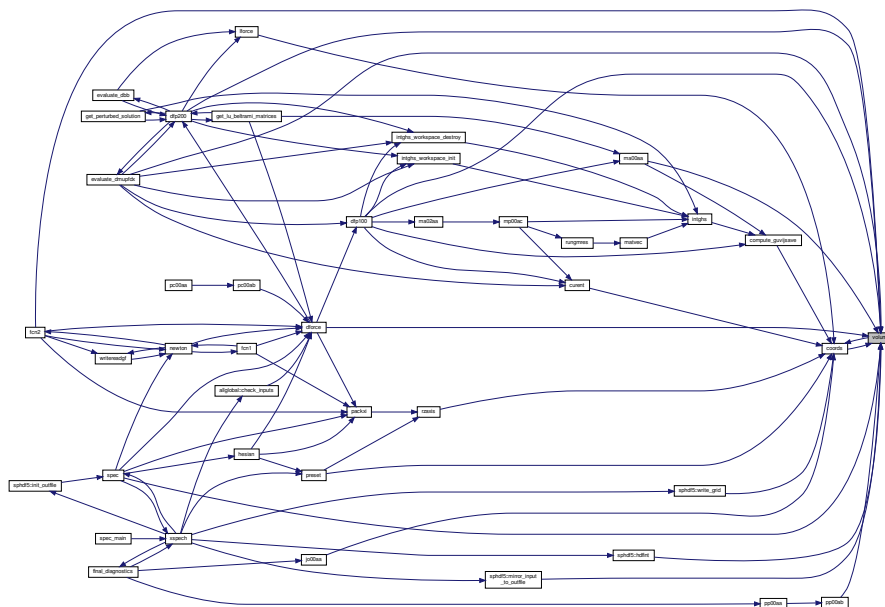 lforce
evaluate_dbb
get_perturbed_solution
dfp200
get_lu_beltrami_matrices
intghs_workspace_destroy
intghs_workspace_init
ma00aa
evaluate_dmupfdx
dfp100
ma02aa
mp00ac
intghs
rungmres
matvec
compute_guvijsave
pc00aa
pc00ab
curent
fcn2
dforce
volume
writereadgf
newton
fcn1
coords
allglobal::check_inputs
packxi
rzaxis
hesian
spec
preset
sphdf5::init_outfile
sphdf5::write_grid
spec_main
xspech
jo00aa
sphdf5::hdfint
final_diagnostics
sphdf5::mirror_input
_to_outfile
pp00aa
pp00ab